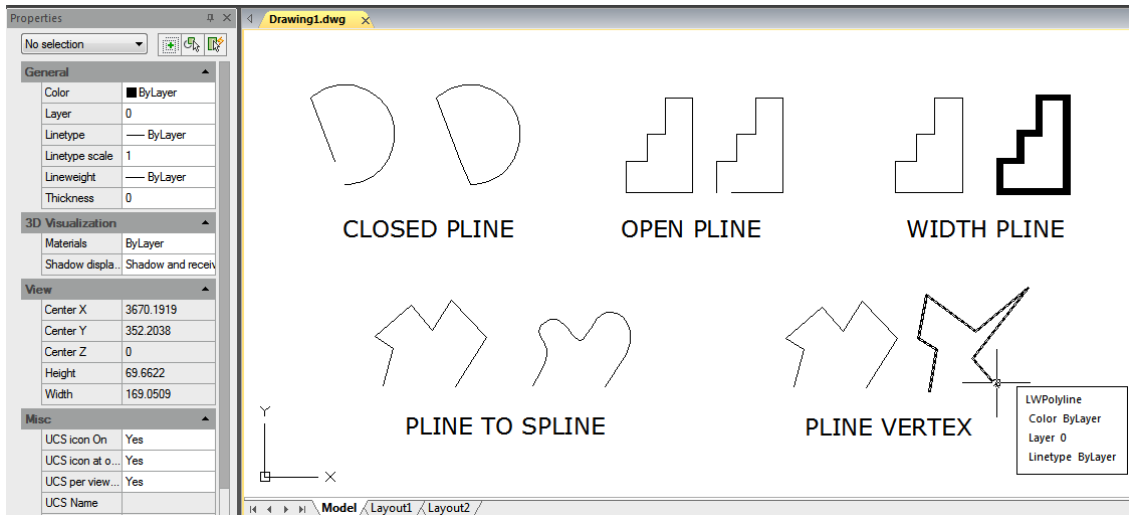 Properties
No selection
General
Color ByLayer
Layer 0
Linetype ByLayer
Linetype scale 1
Lineweight ByLayer
Thickness 0
3D Visualization
Materials ByLayer
Shadow displa.. Shadow and receiv
View
Center X 3670.1919
Center Y 352.2038
Center Z 0
Height 69.6622
Width 169.0509
Misc
UCS icon On Yes
UCS icon at o... Yes
UCS per view... Yes
UCS Name
Drawing1.dwg
CLOSED PLINE
OPEN PLINE
WIDTH PLINE
PLINE TO SPLINE
PLINE VERTEX
LWPolyline
Color ByLayer
Layer 0
Linetype ByLayer
Y
X
Model Layout1 Layout2